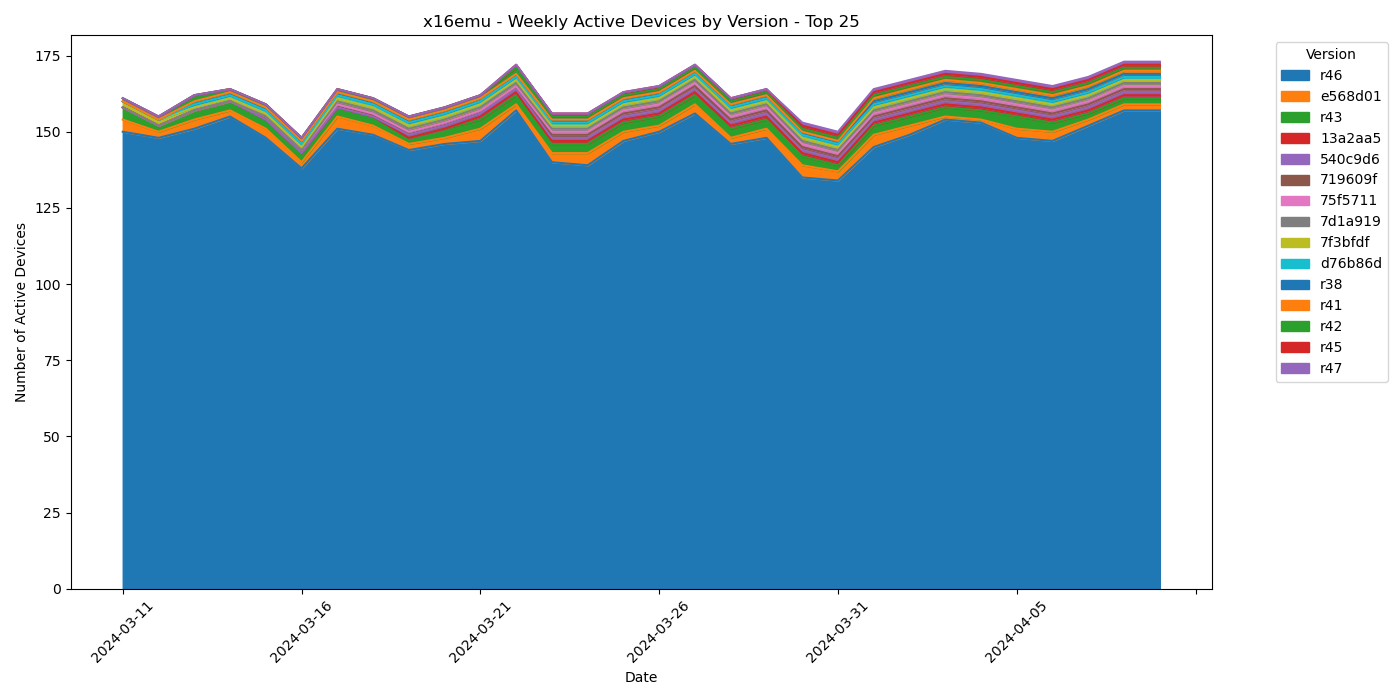 x16emu - Weekly Active Devices by Version - Top 25
Number of Active Devices
175
150
125
100
75
50
25
0
2024-03-11
2024-03-16
2024-03-21
2024-03-26
2024-03-31
2024-04-05
Date
Version
r46
e568d01
r43
13a2aa5
540c9d6
719609f
75f5711
7d1a919
7f3bfdf
d76b86d
r38
r41
r42
r45
r47